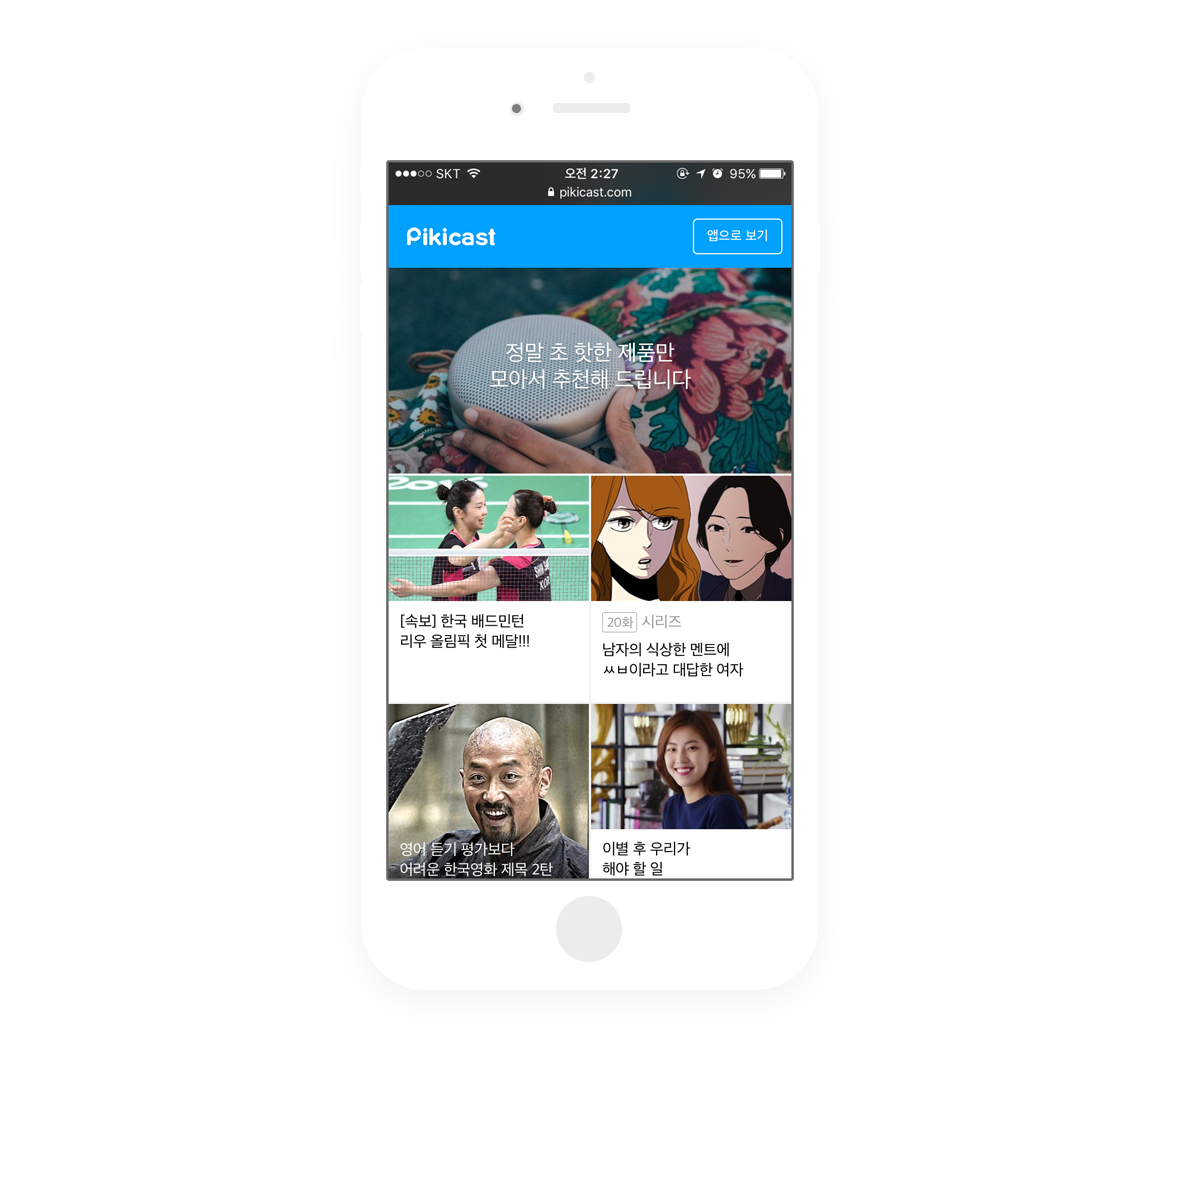 SKT
오전 2:27
95%
pikicast.com
Pikicast
앱으로 보기
정말 초 핫한 제품만
모아서 추천해 드립니다
[속보] 한국 배드민턴
리우 올림픽 첫 메달!!!
20화 시리즈
남자의 식상한 멘트에
ㅆㅂ이라고 대답한 여자
영어 듣기 평가보다
어려운 한국영화 제목 2탄
이별 후 우리가
해야 할 일